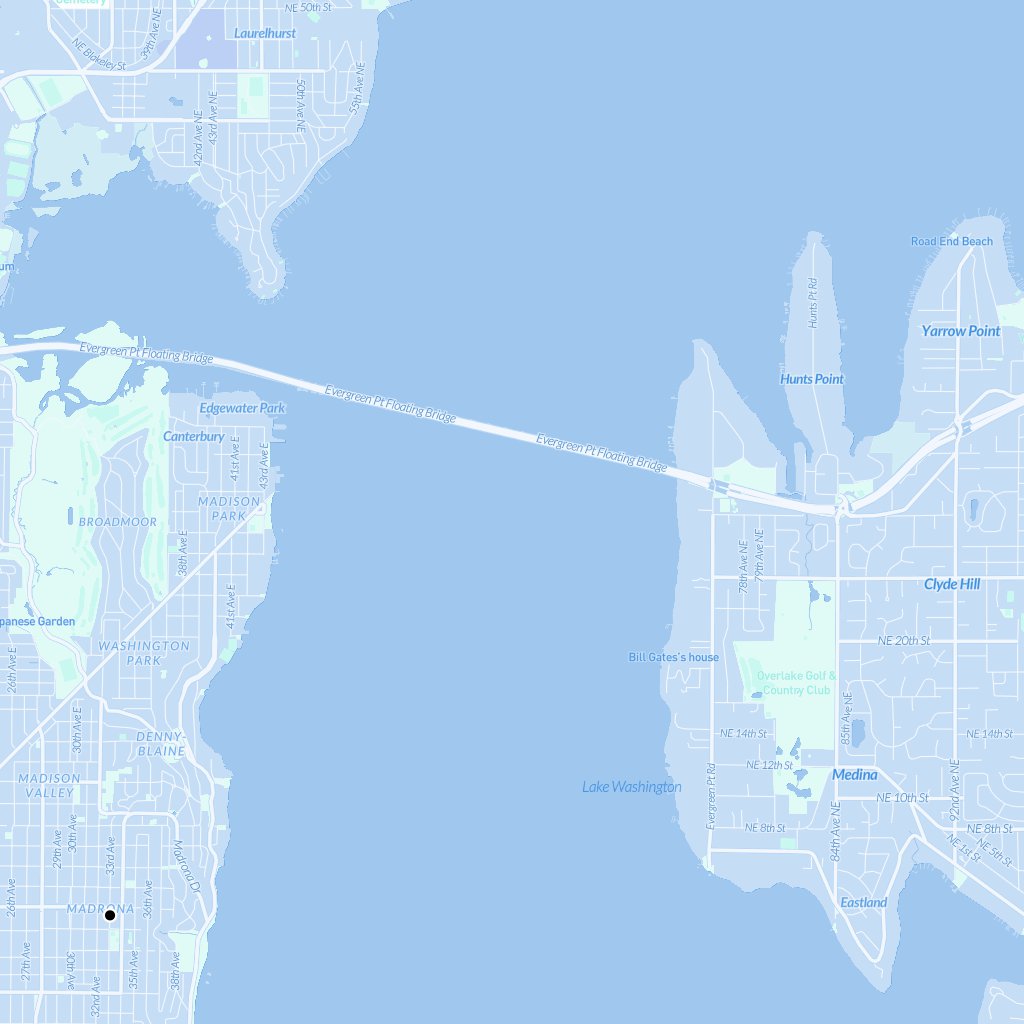 Cemetery
NE 50th St
39th Ave NE
Laurelhurst
NE Blakeley St
50th Ave NE
55th Ave NE
42nd Ave NE
43rd Ave NE
Road End Beach
Hunts Pt Rd
Yarrow Point
Evergreen Pt Floating Bridge
Evergreen Pt Floating Bridge
Evergreen Pt Floating Bridge
Hunts Point
Edgewater Park
Canterbury
41st Ave E
43rd Ave E
MADISON
PARK
BROADMOOR
38th Ave E
78th Ave NE
79th Ave NE
Clyde Hill
41st Ave E
panese Garden
WASHINGTON
PARK
26th Ave E
NE 20th St
Bill Gates's house
Overlake Golf &
Country Club
30th Ave E
85th Ave NE
DENNY-
BLAINE
NE 14th St
NE 14th St
NE 12th St
Medina
MADISON
VALLEY
Lake Washington
Evergreen Pt Rd
92nd Ave NE
NE 10th St
84th Ave NE
NE 8th St
NE 8th St
NE 1st St
NE 5th St
29th Ave
30th Ave
33rd Ave
Madrona Dr
26th Ave
36th Ave
MADRONA
Eastland
27th Ave
30th Ave
32nd Ave
35th Ave
38th Ave